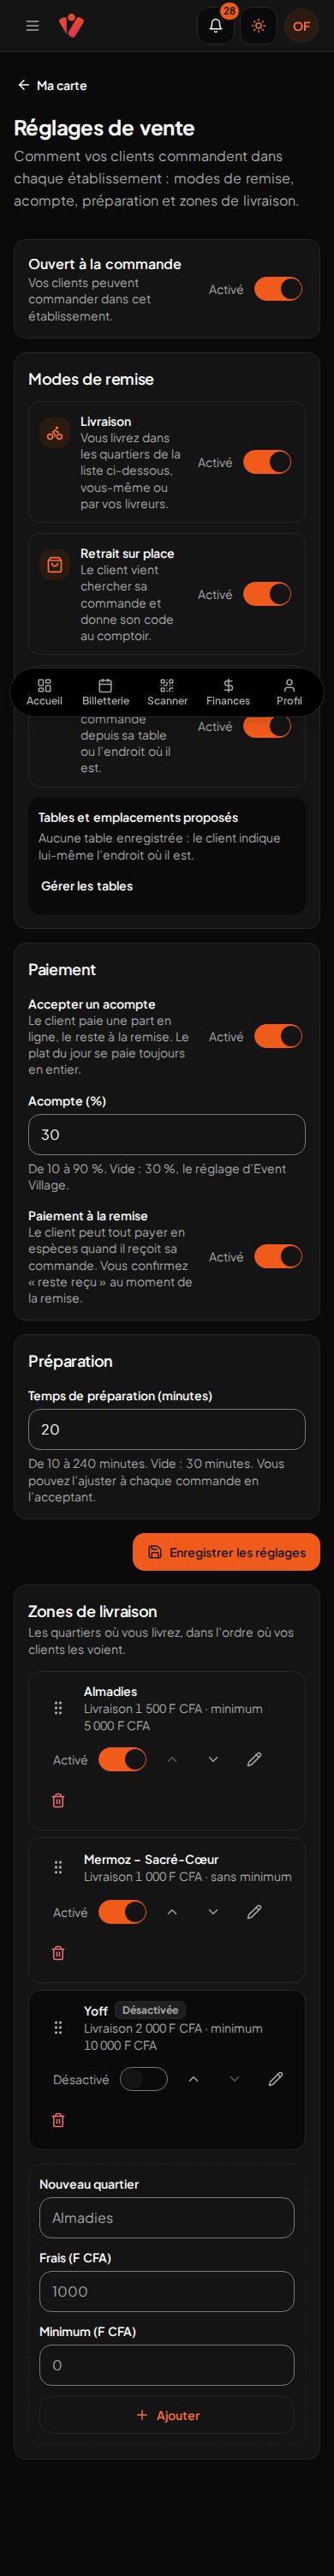 28
OF
Ma carte
Réglages de vente
Comment vos clients commandent dans
chaque établissement : modes de remise,
acompte, préparation et zones de livraison.
Ouvert à la commande
Vos clients peuvent
commander dans cet
établissement.
Activé
Modes de remise
Livraison
Vous livrez dans
les quartiers de la
liste ci-dessous,
vous-même ou
par vos livreurs.
Activé
Retrait sur place
Le client vient
chercher sa
commande et
donne son code
au comptoir.
Activé
Accueil
Billetterie
Scanner
Finances
Profil
commande
depuis sa table
ou l'endroit où il
est.
Activé
Tables et emplacements proposés
Aucune table enregistrée : le client indique
lui-même l'endroit où il est.
Gérer les tables
Paiement
Accepter un acompte
Le client paie une part en
ligne, le reste à la remise. Le
plat du jour se paie toujours
en entier.
Activé
Acompte (%)
30
De 10 à 90 %. Vide : 30 %, le réglage d'Event
Village.
Paiement à la remise
Le client peut tout payer en
espèces quand il reçoit sa
commande. Vous confirmez
« reste reçu » au moment de
la remise.
Activé
Préparation
Temps de préparation (minutes)
20
De 10 à 240 minutes. Vide : 30 minutes. Vous
pouvez l'ajuster à chaque commande en
l'acceptant.
Enregistrer les réglages
Zones de livraison
Les quartiers où vous livrez, dans l'ordre où vos
clients les voient.
Almadies
Livraison 1 500 F CFA · minimum
5 000 F CFA
Activé
Mermoz – Sacré-Cœur
Livraison 1 000 F CFA · sans minimum
Activé
Yoff Désactivée
Livraison 2 000 F CFA · minimum
10 000 F CFA
Désactivé
Nouveau quartier
Almadies
Frais (F CFA)
1000
Minimum (F CFA)
0
Ajouter